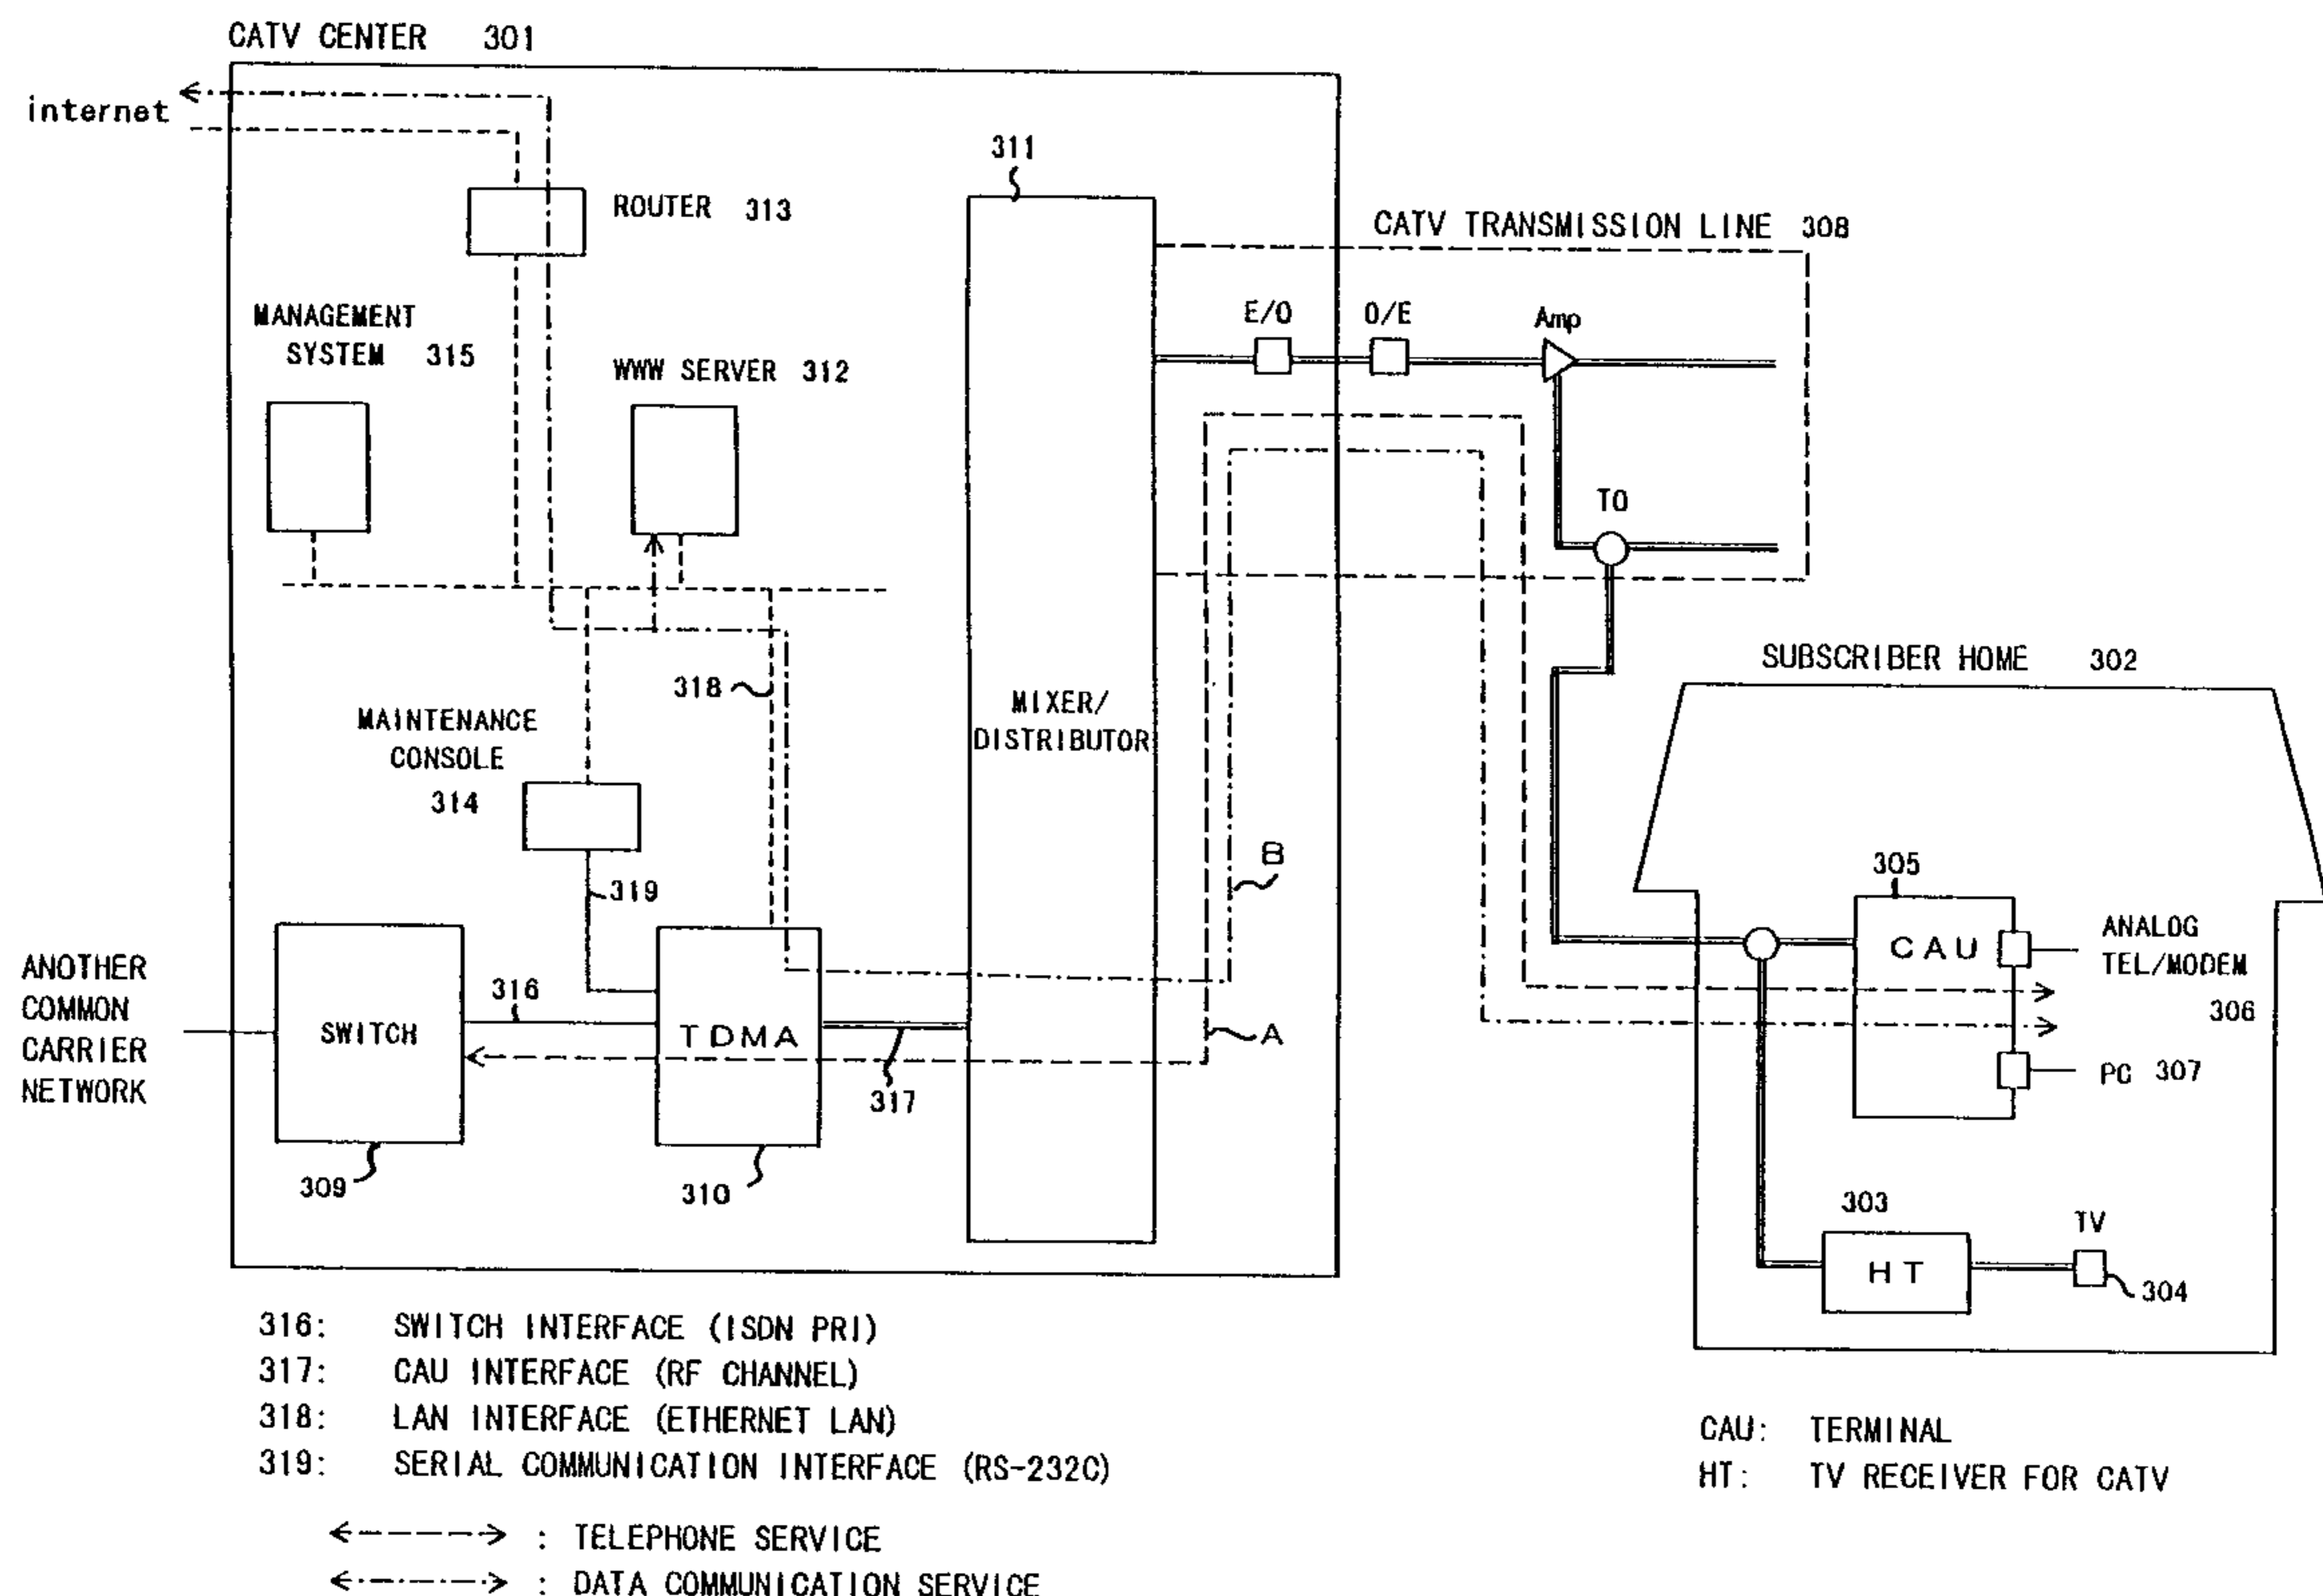 CATV CENTER 301
internet
311
ROUTER 313
CATV TRANSMISSION LINE 308
MANAGEMENT
SYSTEM 315
E/O
O/E
Amp
WWW SERVER 312
TO
SUBSCRIBER HOME 302
318
MIXER/
DISTRIBUTOR
MAINTENANCE
CONSOLE
314
B
305
319
ANALOG
TEL/MODEM
306
CAU
ANOTHER
COMMON
CARRIER
NETWORK
316
SWITCH
TDMA
A
317
PC 307
309
310
303
TV
HT
304
316: SWITCH INTERFACE (ISDN PRI)
317: CAU INTERFACE (RF CHANNEL)
318: LAN INTERFACE (ETHERNET LAN)
319: SERIAL COMMUNICATION INTERFACE (RS-232C)
CAU: TERMINAL
HT: TV RECEIVER FOR CATV
: TELEPHONE SERVICE
: DATA COMMUNICATION SERVICE